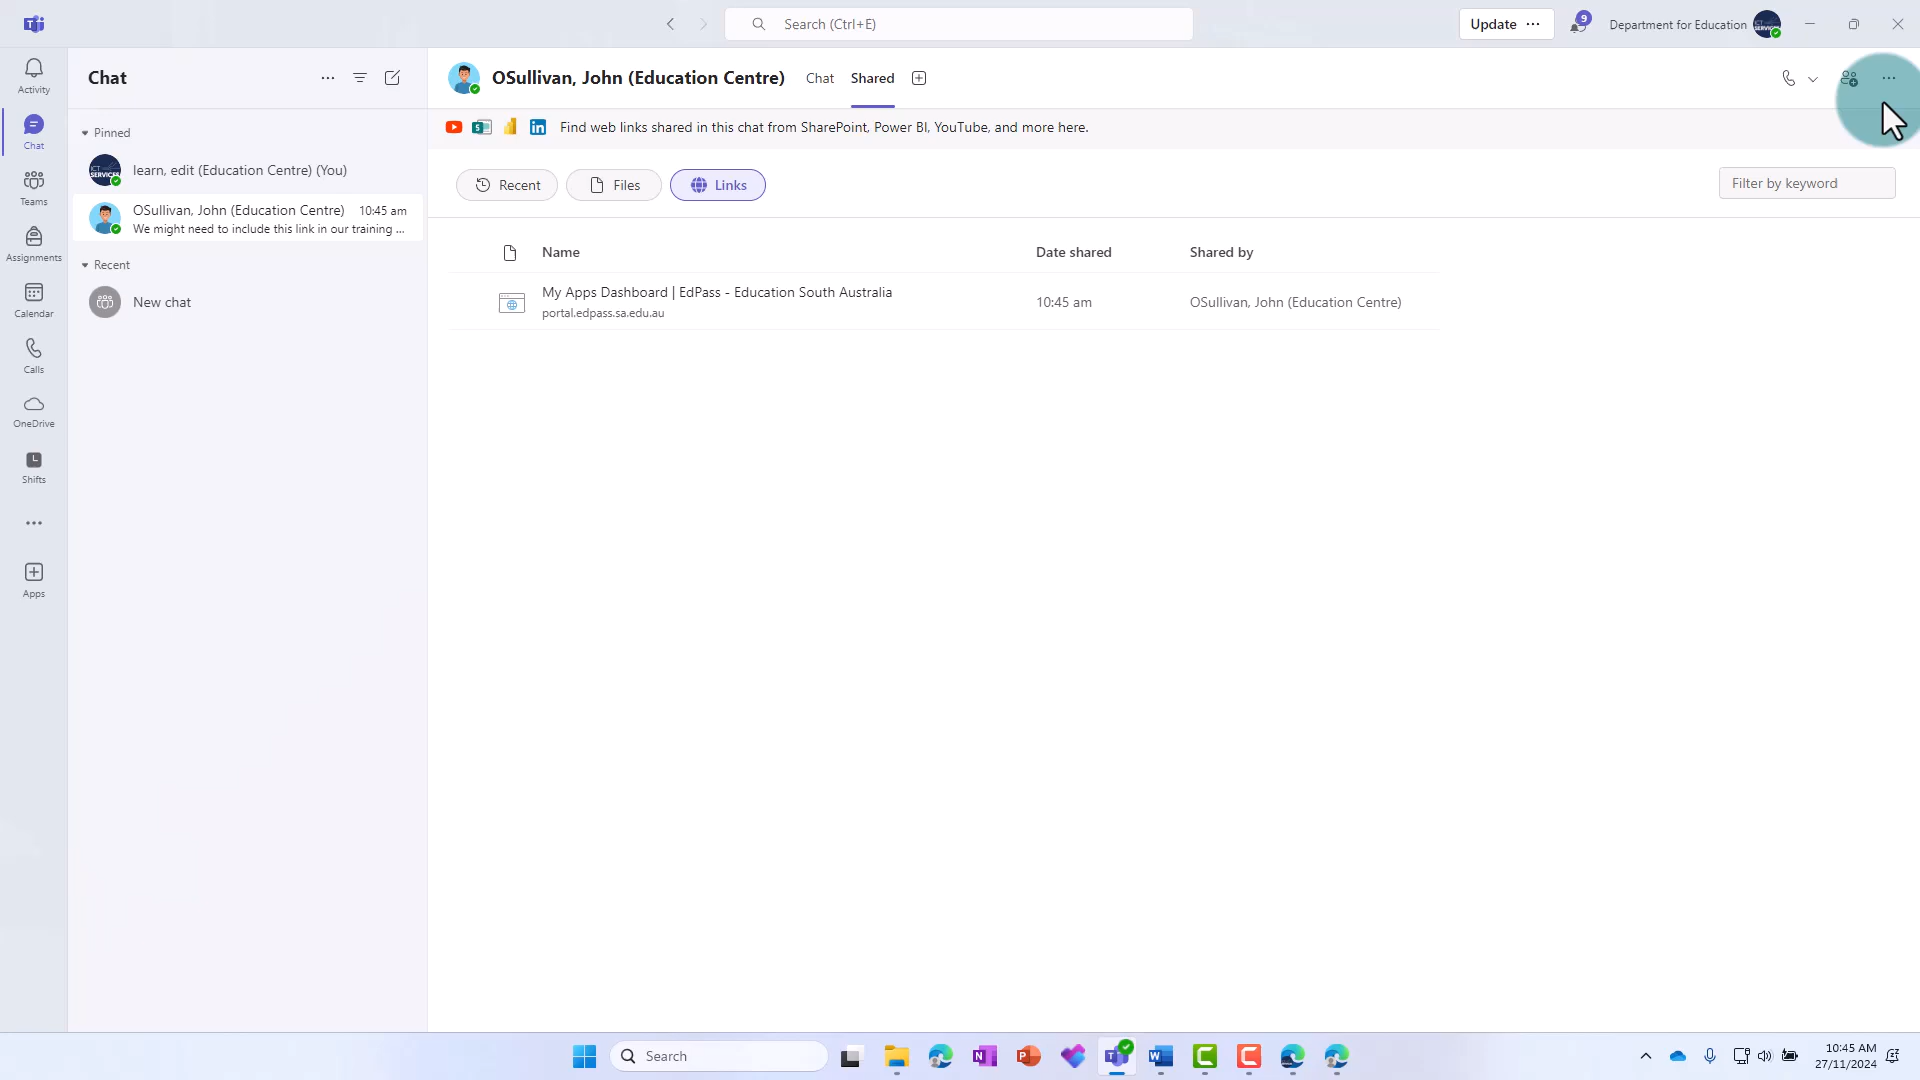 Search (Ctrl+E)
Update
9
Department for Education
Activity
Chat
Teams
Assignments
Calendar
Calls
OneDrive
Shifts
Apps
Chat
Pinned
learn, edit (Education Centre) (You)
OSullivan, John (Education Centre) 10:45 am
We might need to include this link in our training ...
Recent
New chat
OSullivan, John (Education Centre) Chat Shared
Find web links shared in this chat from SharePoint, Power BI, YouTube, and more here.
Recent Files Links
Filter by keyword
Name Date shared Shared by
My Apps Dashboard | EdPass - Education South Australia 10:45 am OSullivan, John (Education Centre)
portal.edpass.sa.edu.au
Search
10:45 AM
27/11/2024